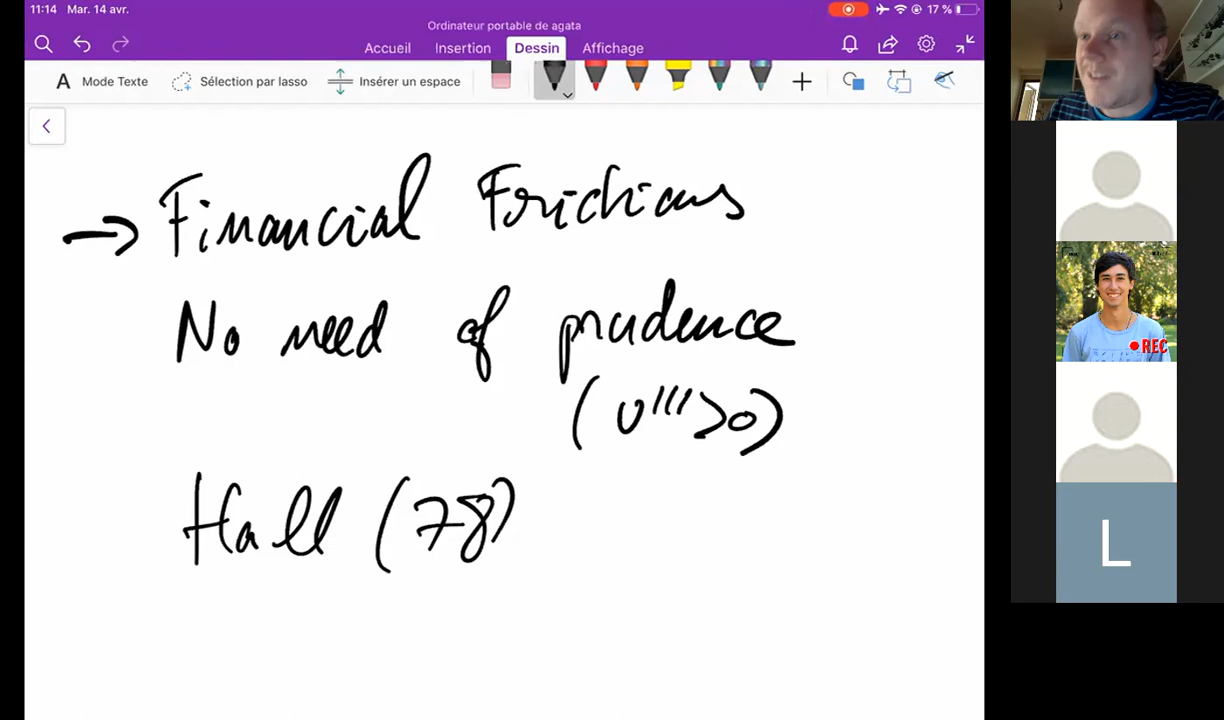 11:14 Mar. 14 avr.
17 %
Ordinateur portable de agata
Accueil Insertion Dessin Affichage
A Mode Texte Sélection par lasso Insérer un espace
→ Financial Frictions
No need of prudence
(U'''>0)
Hall (78)
REC
L